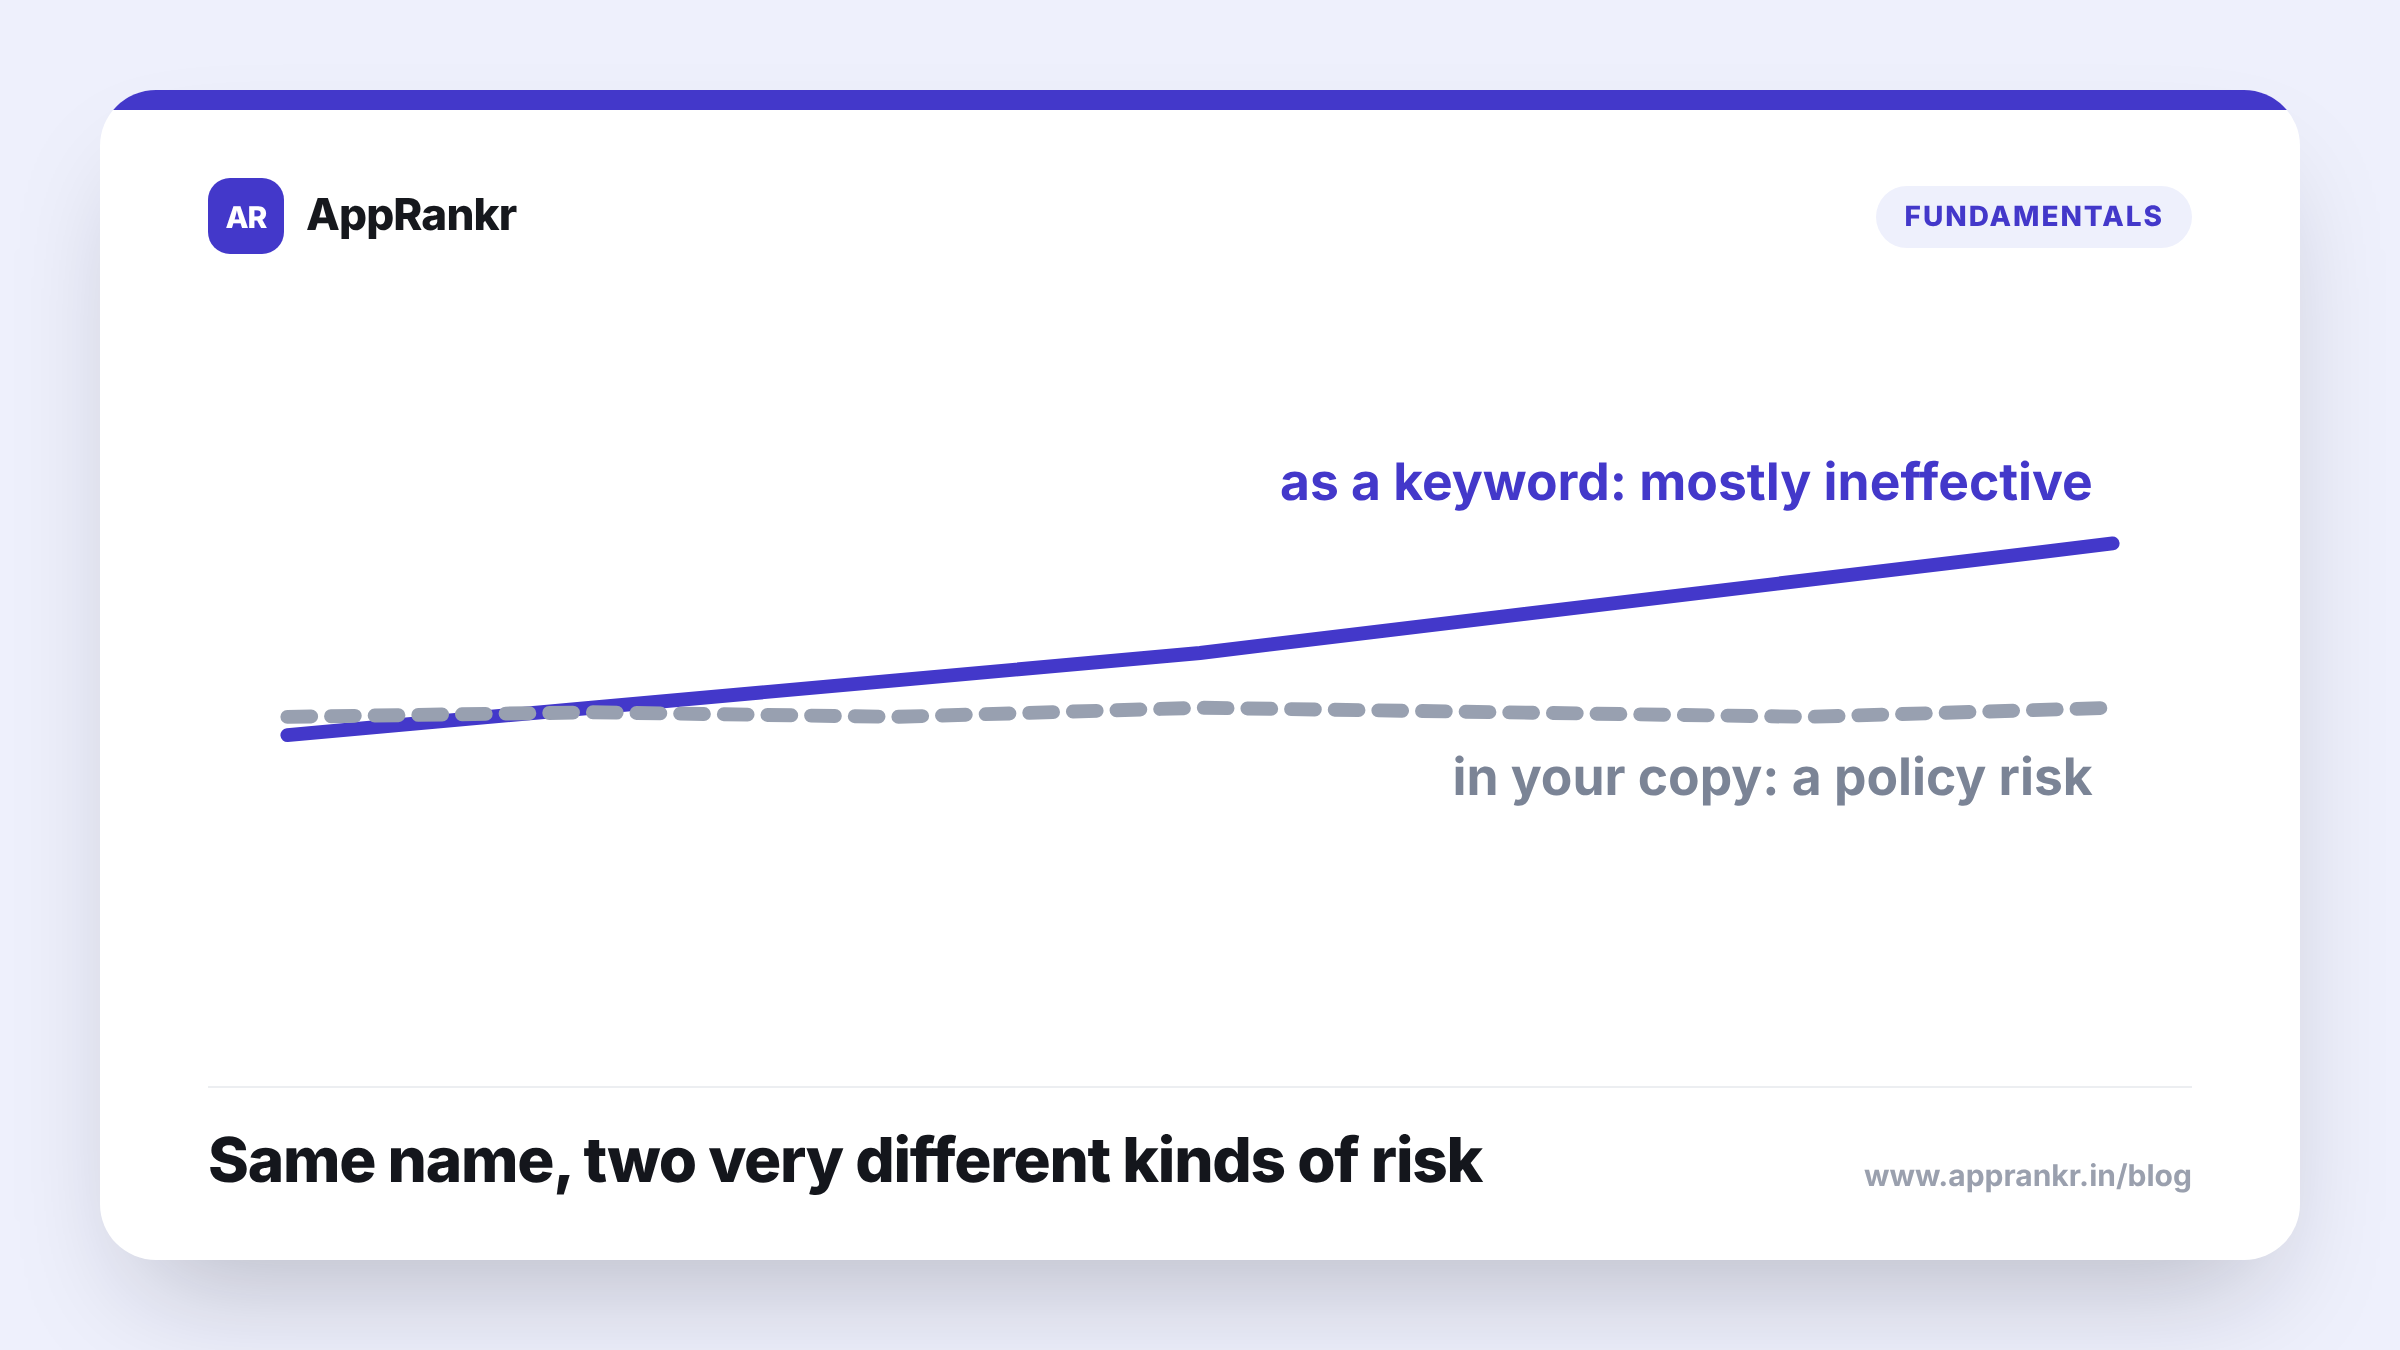 AR AppRankr
FUNDAMENTALS
as a keyword: mostly ineffective
in your copy: a policy risk
Same name, two very different kinds of risk
www.apprankr.in/blog